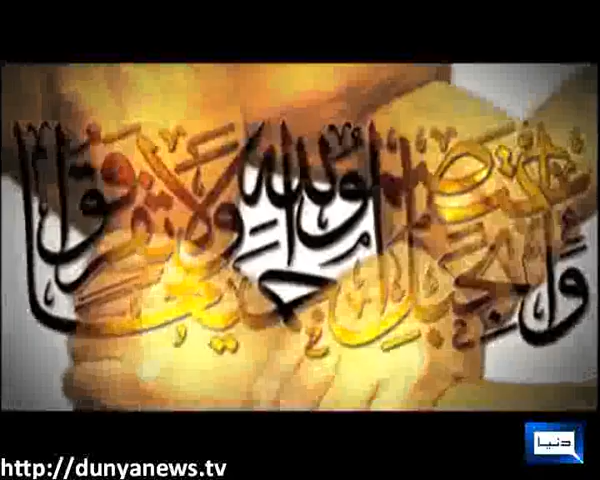 واعتصموا بحبل الله جميعا ولا تفرقوا
دنیا
http://dunyanews.tv